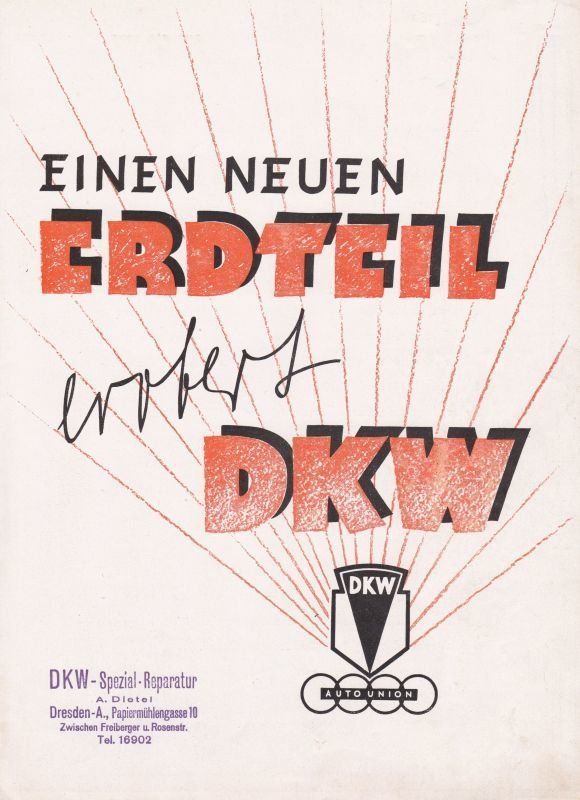 EINEN NEUEN
ERDTEIL
erobert
DKW
DKW
AUTO UNION
DKW - Spezial - Reparatur
A. Dietel
Dresden-A., Papiermühlengasse 10
Zwischen Freiberger u. Rosenstr.
Tel. 16902